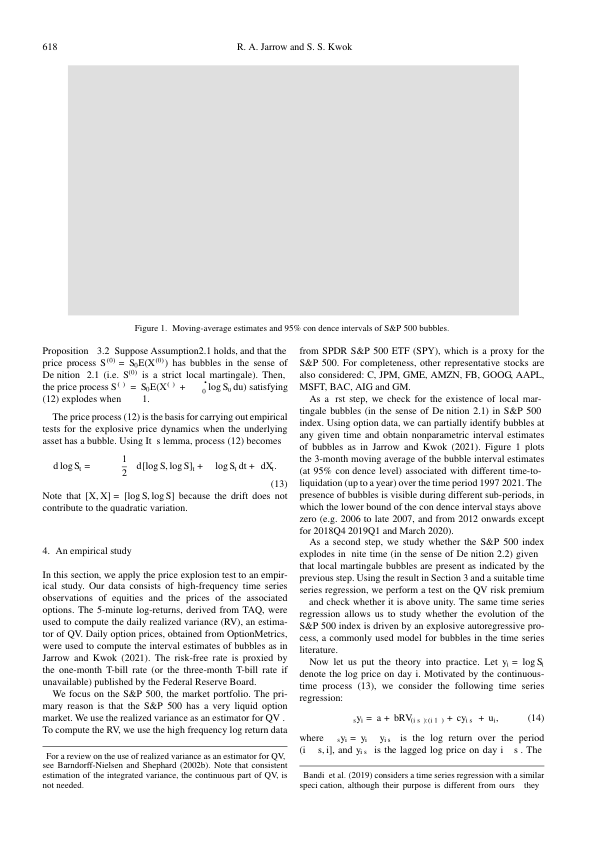 618
R. A. Jarrow and S. S. Kwok
Figure 1. Moving-average estimates and 95% con dence intervals of S&P 500 bubbles.
Proposition 3.2 Suppose Assumption2.1 holds, and that the
price process S(0) = S0E(X(0)) has bubbles in the sense of
De nition 2.1 (i.e. S(0) is a strict local martingale). Then,
the price process S( ) = S0E(X( ) + ∫0 log Su du) satisfying
(12) explodes when 1.
The price process (12) is the basis for carrying out empirical
tests for the explosive price dynamics when the underlying
asset has a bubble. Using It s lemma, process (12) becomes
d log St = 1/2 d[log S, log S]t + log St dt + dXt.
(13)
Note that [X, X] = [log S, log S] because the drift does not
contribute to the quadratic variation.
4. An empirical study
In this section, we apply the price explosion test to an empir-
ical study. Our data consists of high-frequency time series
observations of equities and the prices of the associated
options. The 5-minute log-returns, derived from TAQ, were
used to compute the daily realized variance (RV), an estima-
tor of QV. Daily option prices, obtained from OptionMetrics,
were used to compute the interval estimates of bubbles as in
Jarrow and Kwok (2021). The risk-free rate is proxied by
the one-month T-bill rate (or the three-month T-bill rate if
unavailable) published by the Federal Reserve Board.
We focus on the S&P 500, the market portfolio. The pri-
mary reason is that the S&P 500 has a very liquid option
market. We use the realized variance as an estimator for QV .
To compute the RV, we use the high frequency log return data
For a review on the use of realized variance as an estimator for QV,
see Barndorff-Nielsen and Shephard (2002b). Note that consistent
estimation of the integrated variance, the continuous part of QV, is
not needed.
from SPDR S&P 500 ETF (SPY), which is a proxy for the
S&P 500. For completeness, other representative stocks are
also considered: C, JPM, GME, AMZN, FB, GOOG, AAPL,
MSFT, BAC, AIG and GM.
As a rst step, we check for the existence of local mar-
tingale bubbles (in the sense of De nition 2.1) in S&P 500
index. Using option data, we can partially identify bubbles at
any given time and obtain nonparametric interval estimates
of bubbles as in Jarrow and Kwok (2021). Figure 1 plots
the 3-month moving average of the bubble interval estimates
(at 95% con dence level) associated with different time-to-
liquidation (up to a year) over the time period 1997 2021. The
presence of bubbles is visible during different sub-periods, in
which the lower bound of the con dence interval stays above
zero (e.g. 2006 to late 2007, and from 2012 onwards except
for 2018Q4 2019Q1 and March 2020).
As a second step, we study whether the S&P 500 index
explodes in nite time (in the sense of De nition 2.2) given
that local martingale bubbles are present as indicated by the
previous step. Using the result in Section 3 and a suitable time
series regression, we perform a test on the QV risk premium
and check whether it is above unity. The same time series
regression allows us to study whether the evolution of the
S&P 500 index is driven by an explosive autoregressive pro-
cess, a commonly used model for bubbles in the time series
literature.
Now let us put the theory into practice. Let yi = log Si
denote the log price on day i. Motivated by the continuous-
time process (13), we consider the following time series
regression:
syi = a + bRV(i s ):(i 1 ) + cyi s + ui, (14)
where syi = yi yi s is the log return over the period
(i s, i], and yi s is the lagged log price on day i s . The
Bandi et al. (2019) considers a time series regression with a similar
speci cation, although their purpose is different from ours they